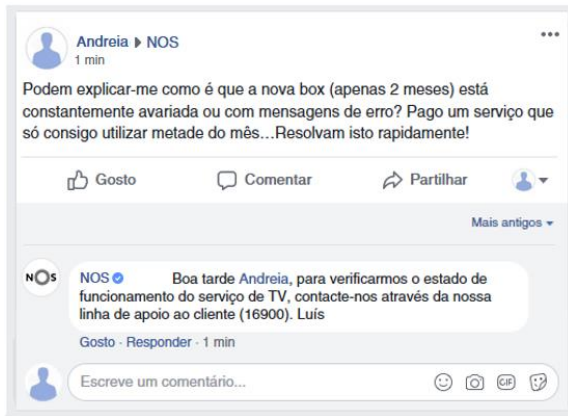 Andreia ▶ NOS
1 min
Podem explicar-me como é que a nova box (apenas 2 meses) está
constantemente avariada ou com mensagens de erro? Pago um serviço que
só consigo utilizar metade do mês…Resolvam isto rapidamente!
Gosto Comentar Partilhar
Mais antigos
NOS
NOS Boa tarde Andreia, para verificarmos o estado de
funcionamento do serviço de TV, contacte-nos através da nossa
linha de apoio ao cliente (16900). Luís
Gosto · Responder · 1 min
Escreve um comentário... GIF